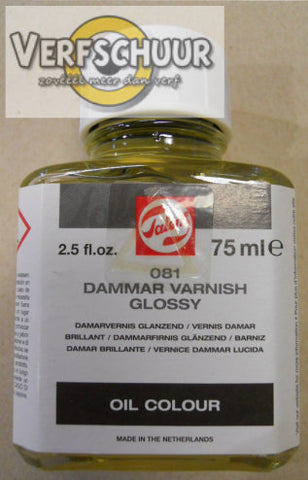 VERFSCHUUR
zoveel meer dan verf
Talens
2.5 fl.oz.
75 ml e
081
DAMMAR VARNISH
GLOSSY
DAMARVERNIS GLANZEND / VERNIS DAMAR
BRILLANT / DAMMARFIRNIS GLÄNZEND / BARNIZ
DAMAR BRILLANTE / VERNICE DAMMAR LUCIDA
OIL COLOUR
MADE IN THE NETHERLANDS